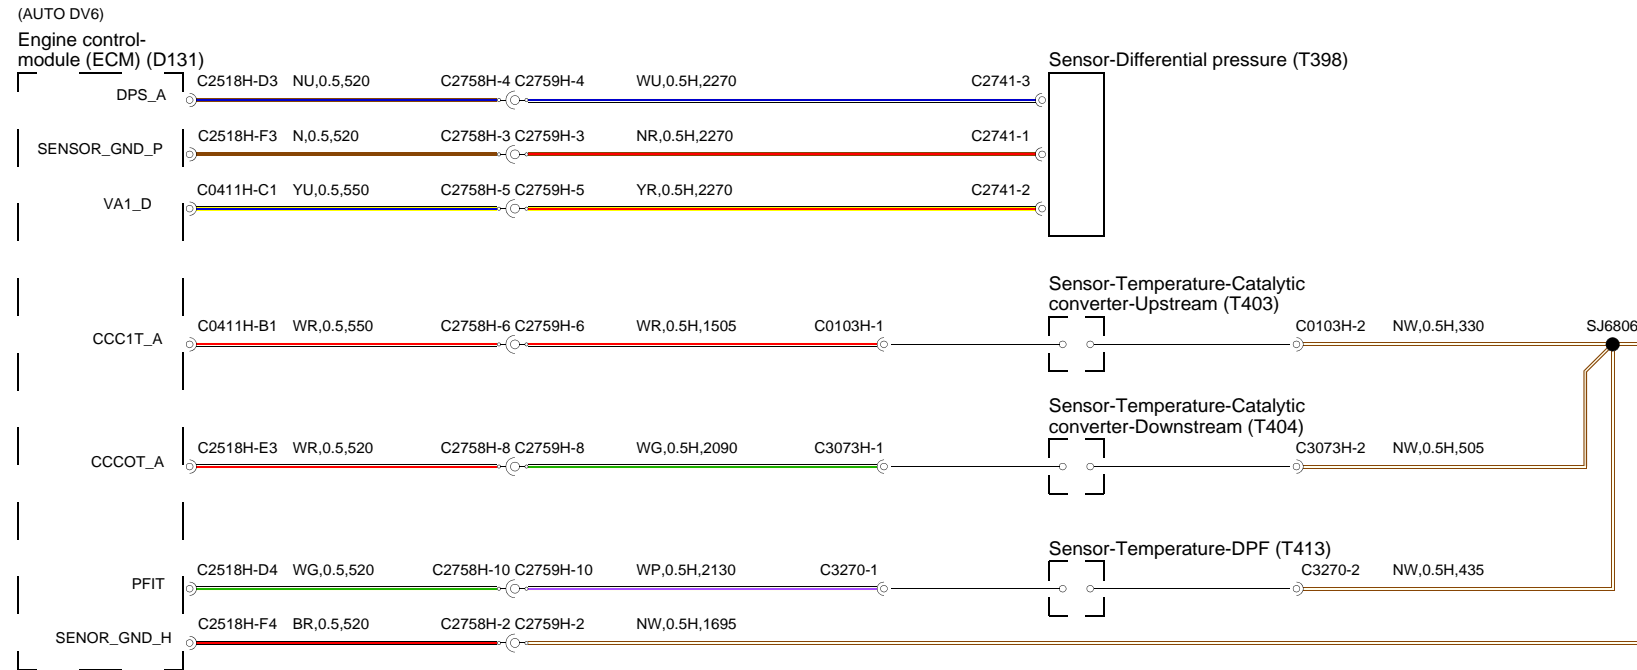 (AUTO DV6)
Engine control-
module (ECM) (D131)
Sensor-Differential pressure (T398)
C2518H-D3 NU,0.5,520 C2758H-4 C2759H-4 WU,0.5H,2270 C2741-3
DPS_A
C2518H-F3 N,0.5,520 C2758H-3 C2759H-3 NR,0.5H,2270 C2741-1
SENSOR_GND_P
C0411H-C1 YU,0.5,550 C2758H-5 C2759H-5 YR,0.5H,2270 C2741-2
VA1_D
Sensor-Temperature-Catalytic
converter-Upstream (T403)
C0411H-B1 WR,0.5,550 C2758H-6 C2759H-6 WR,0.5H,1505 C0103H-1 C0103H-2 NW,0.5H,330 SJ6806
CCC1T_A
Sensor-Temperature-Catalytic
converter-Downstream (T404)
C2518H-E3 WR,0.5,520 C2758H-8 C2759H-8 WG,0.5H,2090 C3073H-1 C3073H-2 NW,0.5H,505
CCCOT_A
Sensor-Temperature-DPF (T413)
C2518H-D4 WG,0.5,520 C2758H-10 C2759H-10 WP,0.5H,2130 C3270-1 C3270-2 NW,0.5H,435
PFIT
C2518H-F4 BR,0.5,520 C2758H-2 C2759H-2 NW,0.5H,1695
SENOR_GND_H